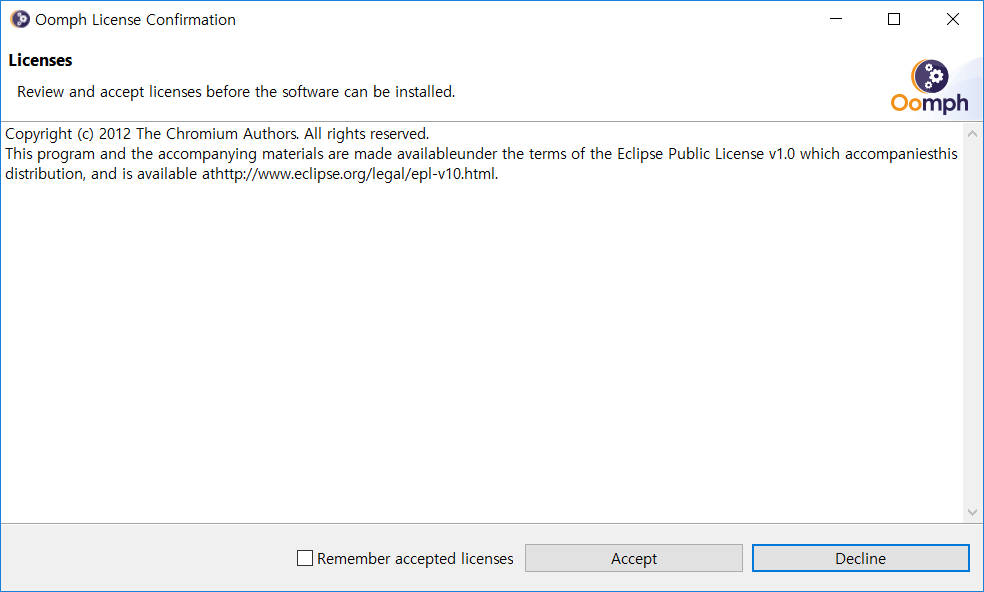 Oomph License Confirmation
Licenses
Review and accept licenses before the software can be installed.
Oomph
Copyright (c) 2012 The Chromium Authors. All rights reserved.
This program and the accompanying materials are made availableunder the terms of the Eclipse Public License v1.0 which accompaniesthis
distribution, and is available athttp://www.eclipse.org/legal/epl-v10.html.
Remember accepted licenses
Accept
Decline